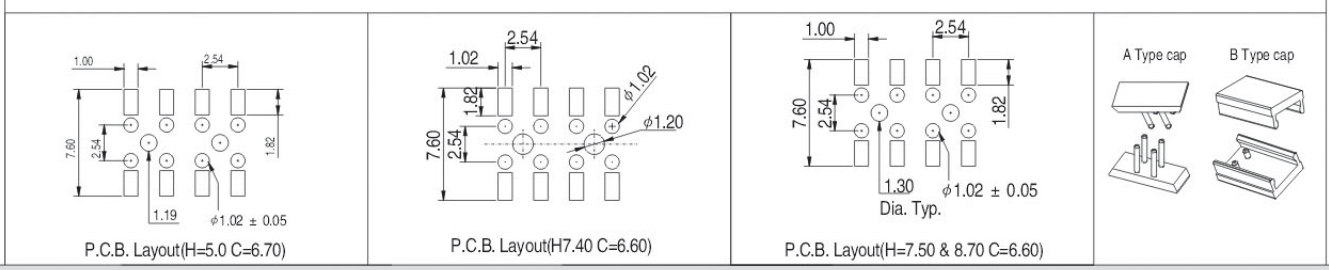 1.00
2.54
7.60
2.54
1.82
1.19
ϕ1.02 ± 0.05
P.C.B. Layout(H=5.0 C=6.70)
2.54
1.02
ϕ1.02
1.82
7.60
2.54
ϕ1.20
P.C.B. Layout(H7.40 C=6.60)
1.00
2.54
7.60
2.54
1.82
1.30
Dia. Typ.
ϕ1.02 ± 0.05
P.C.B. Layout(H=7.50 & 8.70 C=6.60)
A Type cap
B Type cap